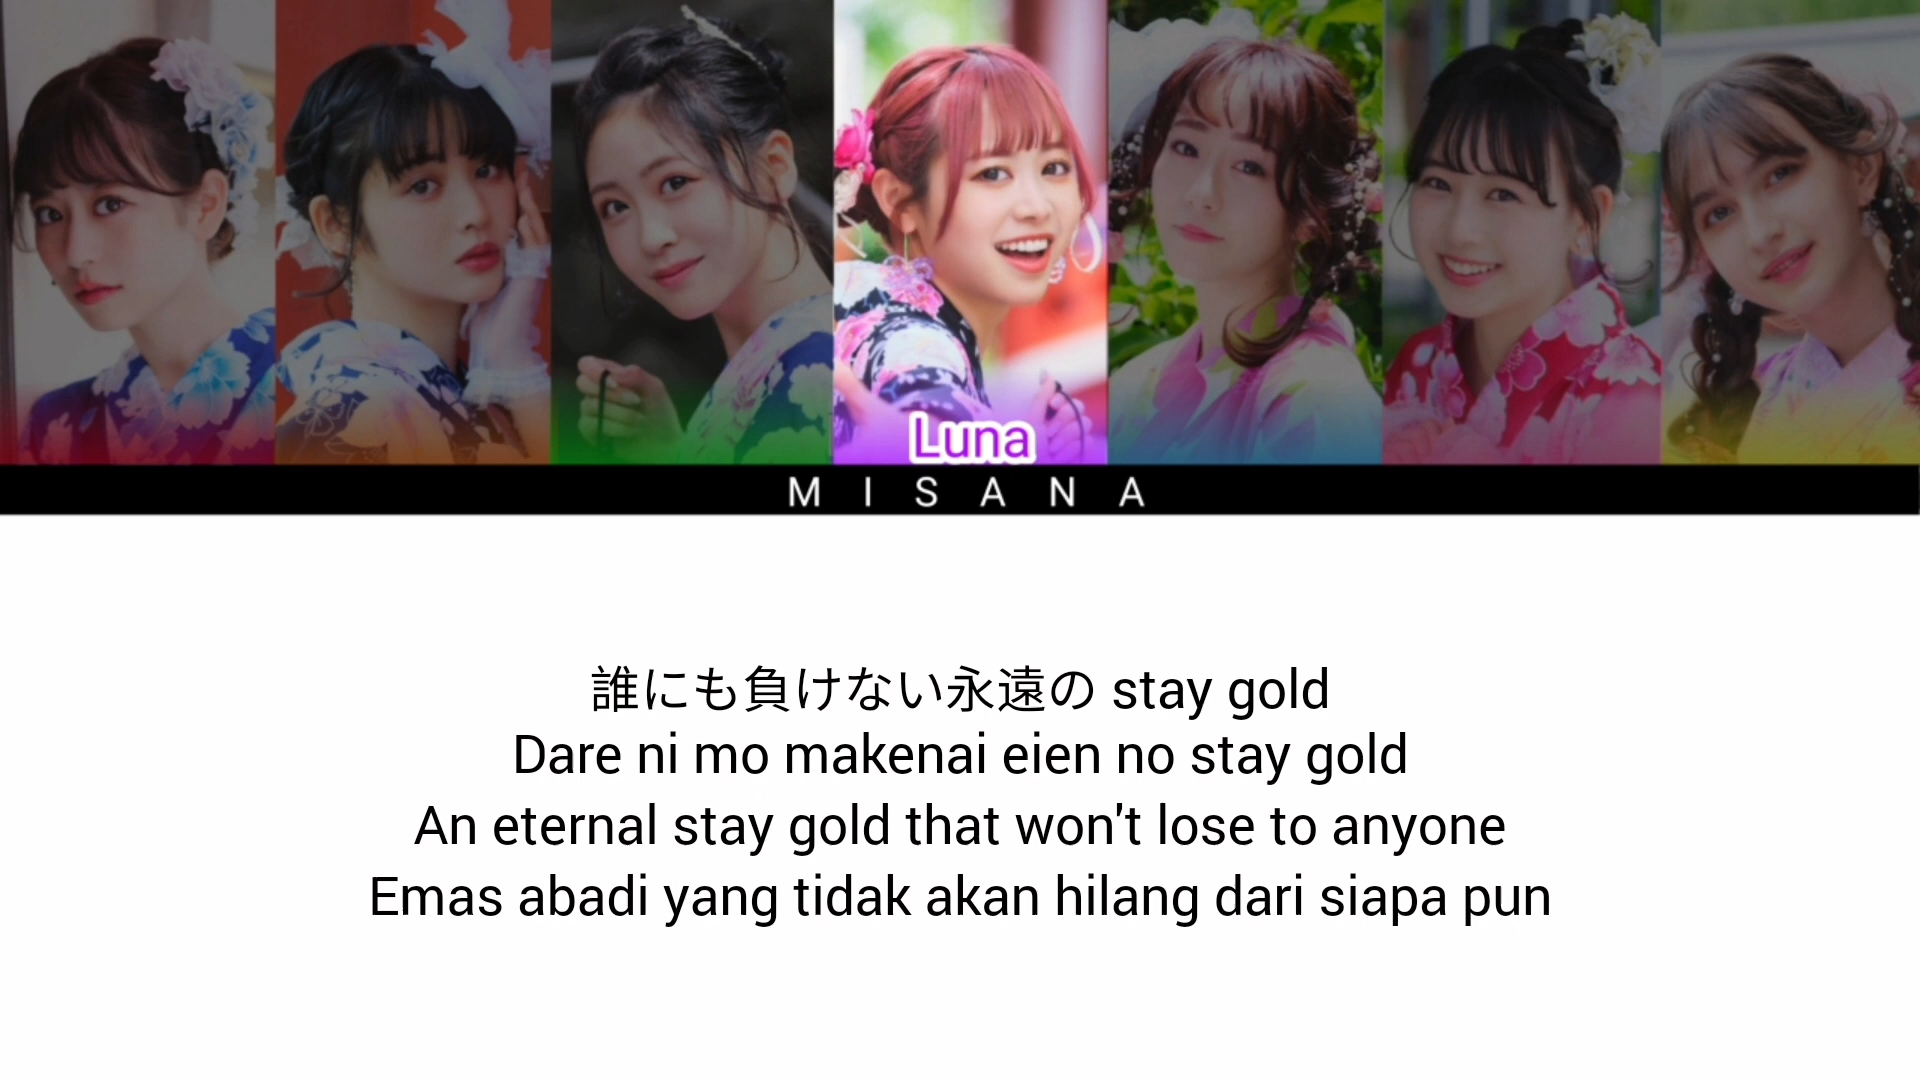 Luna
MISANA
誰にも負けない永遠の stay gold
Dare ni mo makenai eien no stay gold
An eternal stay gold that won't lose to anyone
Emas abadi yang tidak akan hilang dari siapa pun